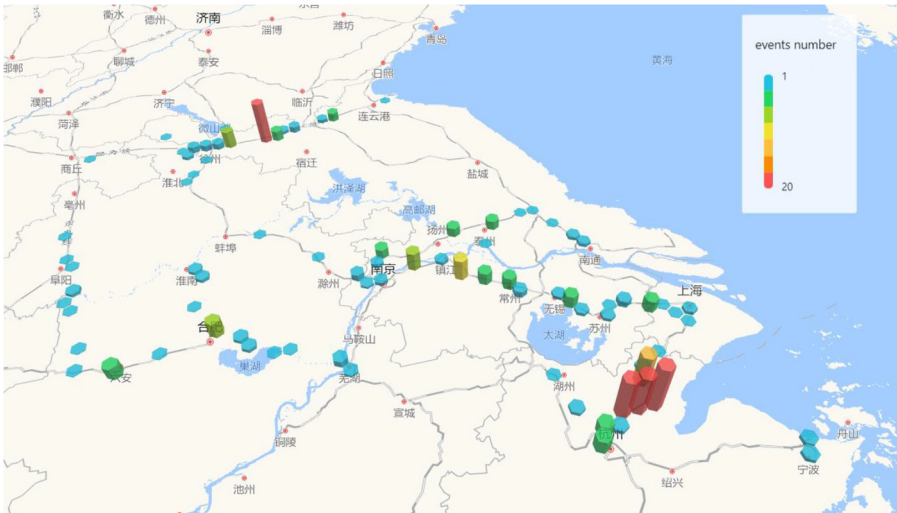 东营
衡水
德州
济南
淄博
潍坊
青岛
邯郸
聊城
泰安
日照
黄海
濮阳
济宁
临沂
菏泽
连云港
微山湖
徐州
商丘
宿迁
淮北
盐城
洪泽湖
亳州
高邮湖
扬州
泰州
蚌埠
阜阳
淮南
滁州
南京
镇江
南通
常州
无锡
上海
苏州
合肥
马鞍山
太湖
巢湖
六安
芜湖
湖州
宣城
铜陵
杭州
舟山
宁波
绍兴
池州
events number
1
20